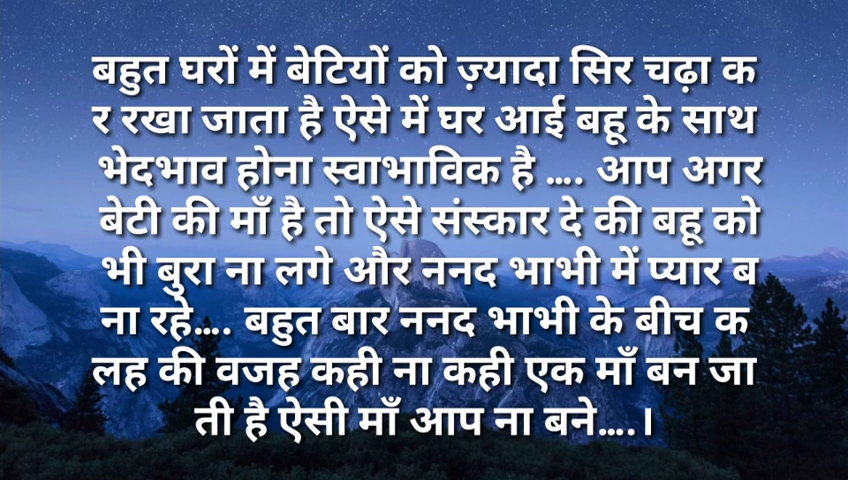 बहुत घरों में बेटियों को ज़्यादा सिर चढ़ा क
र रखा जाता है ऐसे में घर आई बहू के साथ
भेदभाव होना स्वाभाविक है .... आप अगर
बेटी की माँ है तो ऐसे संस्कार दे की बहू को
भी बुरा ना लगे और ननद भाभी में प्यार ब
ना रहे.... बहुत बार ननद भाभी के बीच क
लह की वजह कही ना कही एक माँ बन जा
ती है ऐसी माँ आप ना बने....।